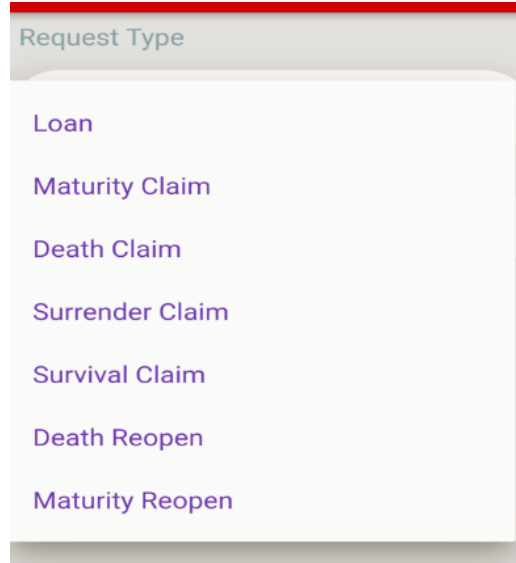 Request Type
Loan
Maturity Claim
Death Claim
Surrender Claim
Survival Claim
Death Reopen
Maturity Reopen